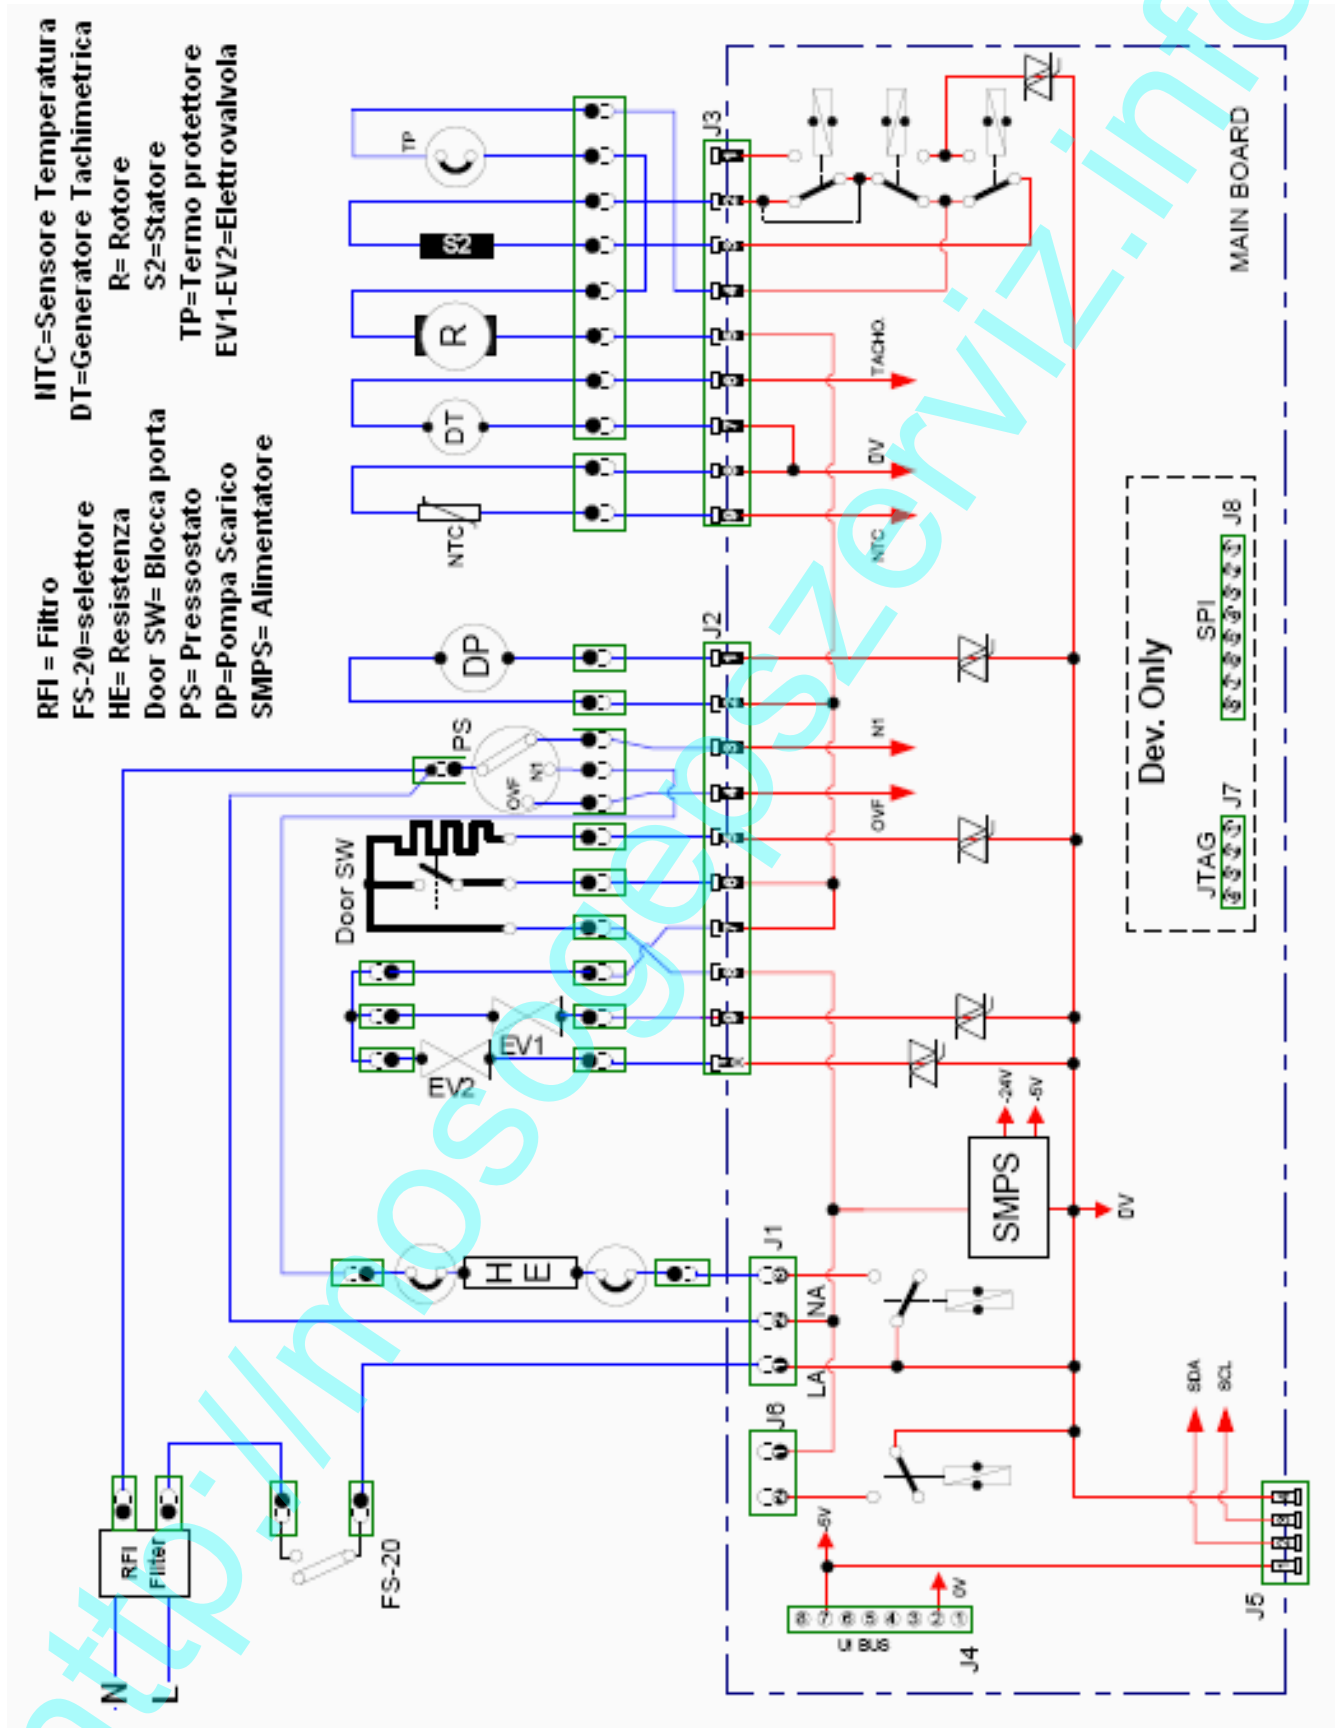 NTC=Sensore Temperatura
DT=Generatore Tachimetrica
R= Rotore
S2=Statore
TP=Termo protettore
EV1-EV2=Elettrovalvola
RFI = Filtro
FS-20=selettore
HE= Resistenza
Door SW= Blocca porta
PS= Pressostato
DP=Pompa Scarico
SMPS= Alimentatore
N
L
RFI
Filter
FS-20
H
E
EV2
EV1
Door SW
OVF
N1
PS
DP
NTC
DT
R
S2
TP
J1
J2
J3
J6
LA
NA
OVF
N1
NTC
0V
TACHO.
SMPS
-24V
-5V
0V
-5V
0V
UI BUS
J4
J5
SDA
SCL
Dev. Only
JTAG
J7
SPI
J8
MAIN BOARD
http://mosogepszerviz.info